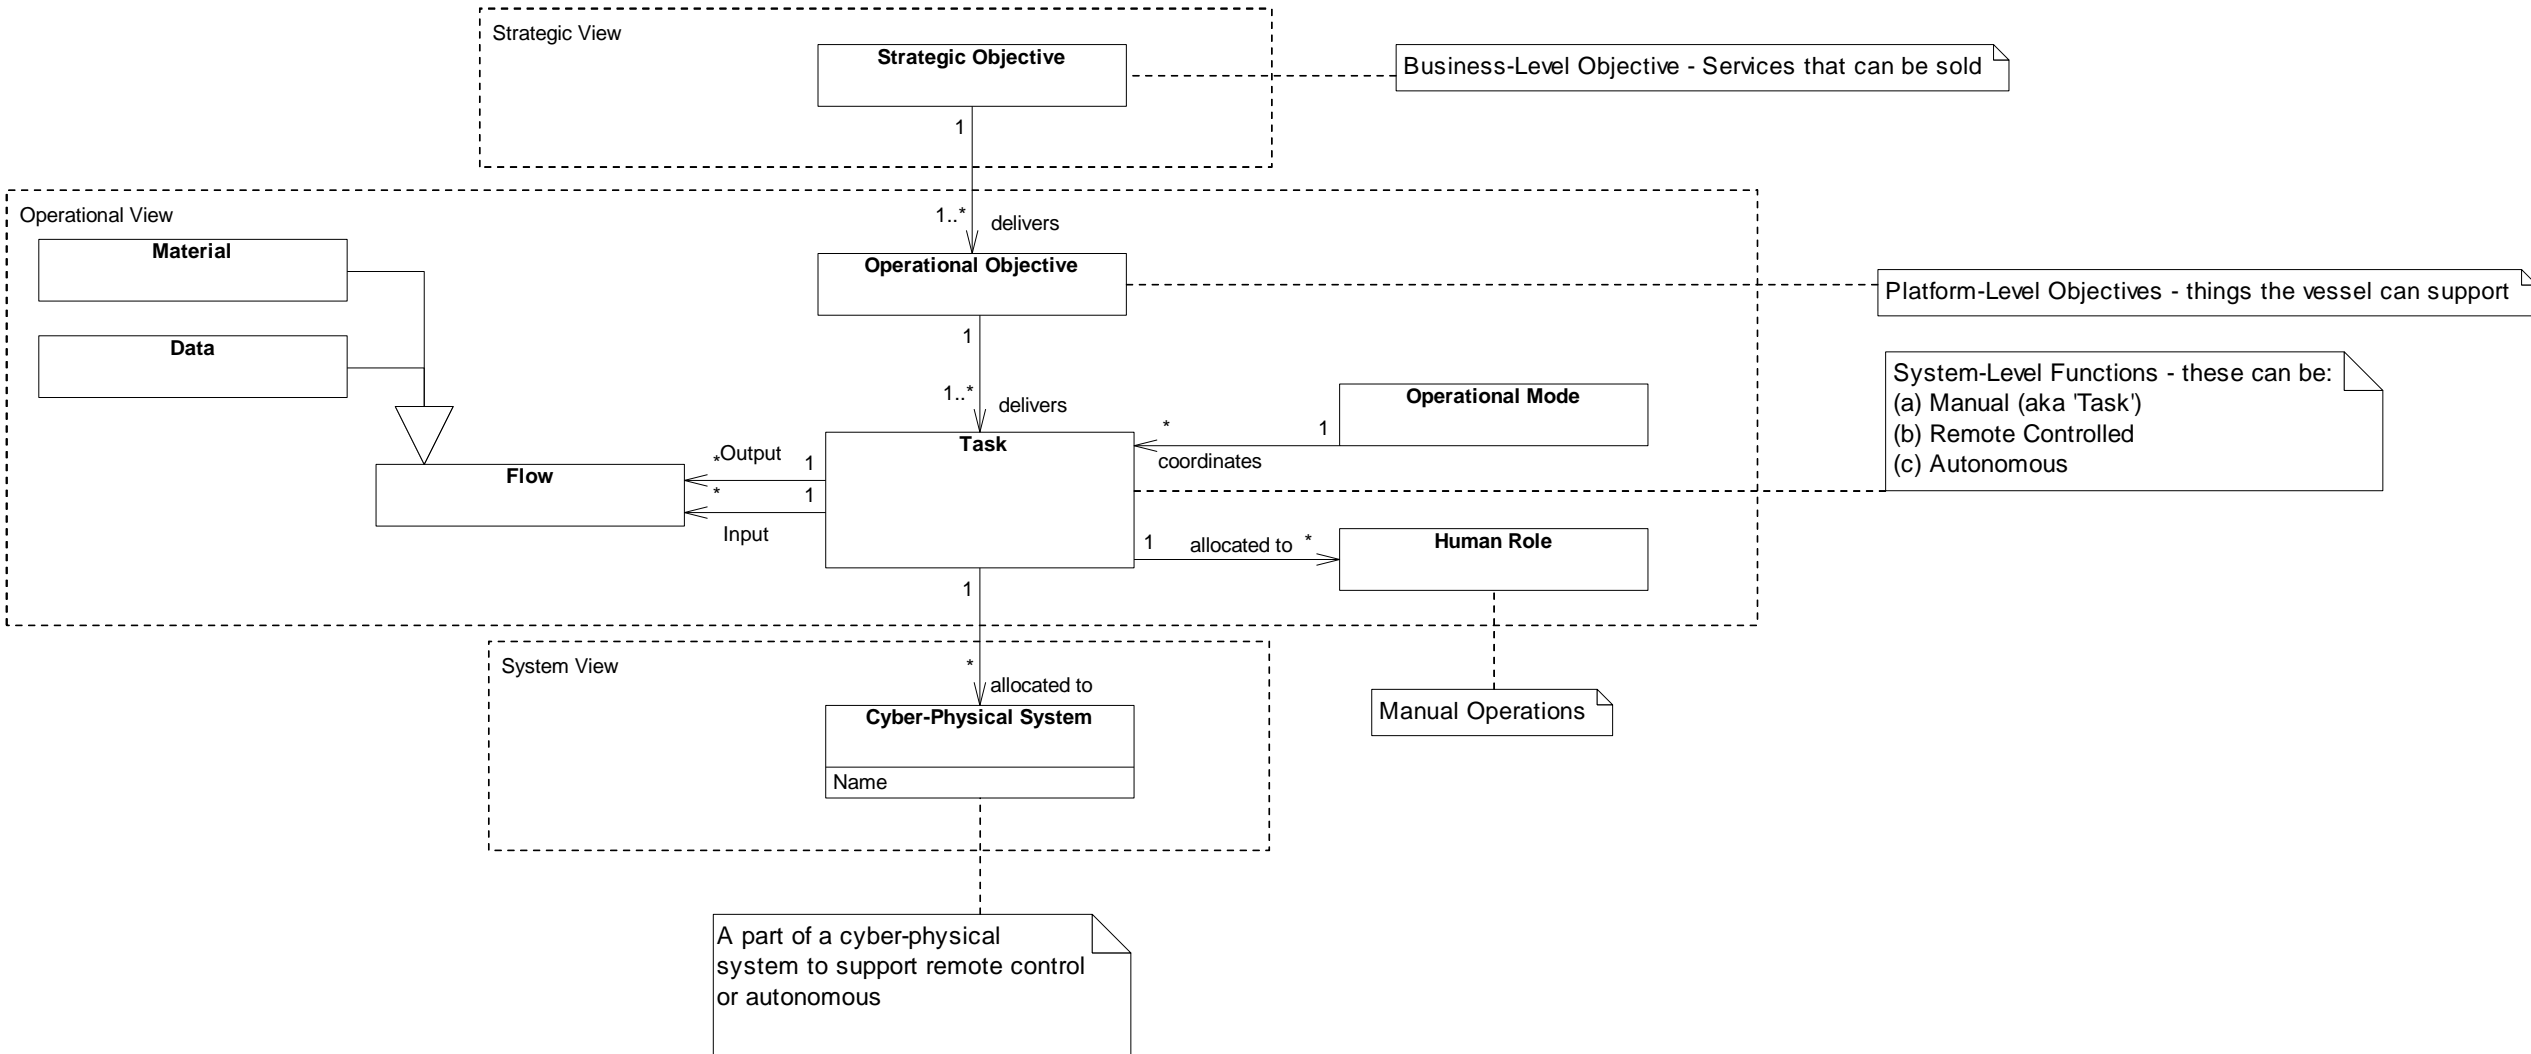 Strategic View
Strategic Objective
Business-Level Objective - Services that can be sold
1
Operational View
1..*
delivers
Material
Operational Objective
Platform-Level Objectives - things the vessel can support
1
Data
System-Level Functions - these can be:
(a) Manual (aka 'Task')
(b) Remote Controlled
(c) Autonomous
1..*
delivers
Operational Mode
*
1
coordinates
Task
*Output
1
Flow
*
1
Input
1
allocated to
*
Human Role
1
System View
*
allocated to
Manual Operations
Cyber-Physical System
Name
A part of a cyber-physical
system to support remote control
or autonomous